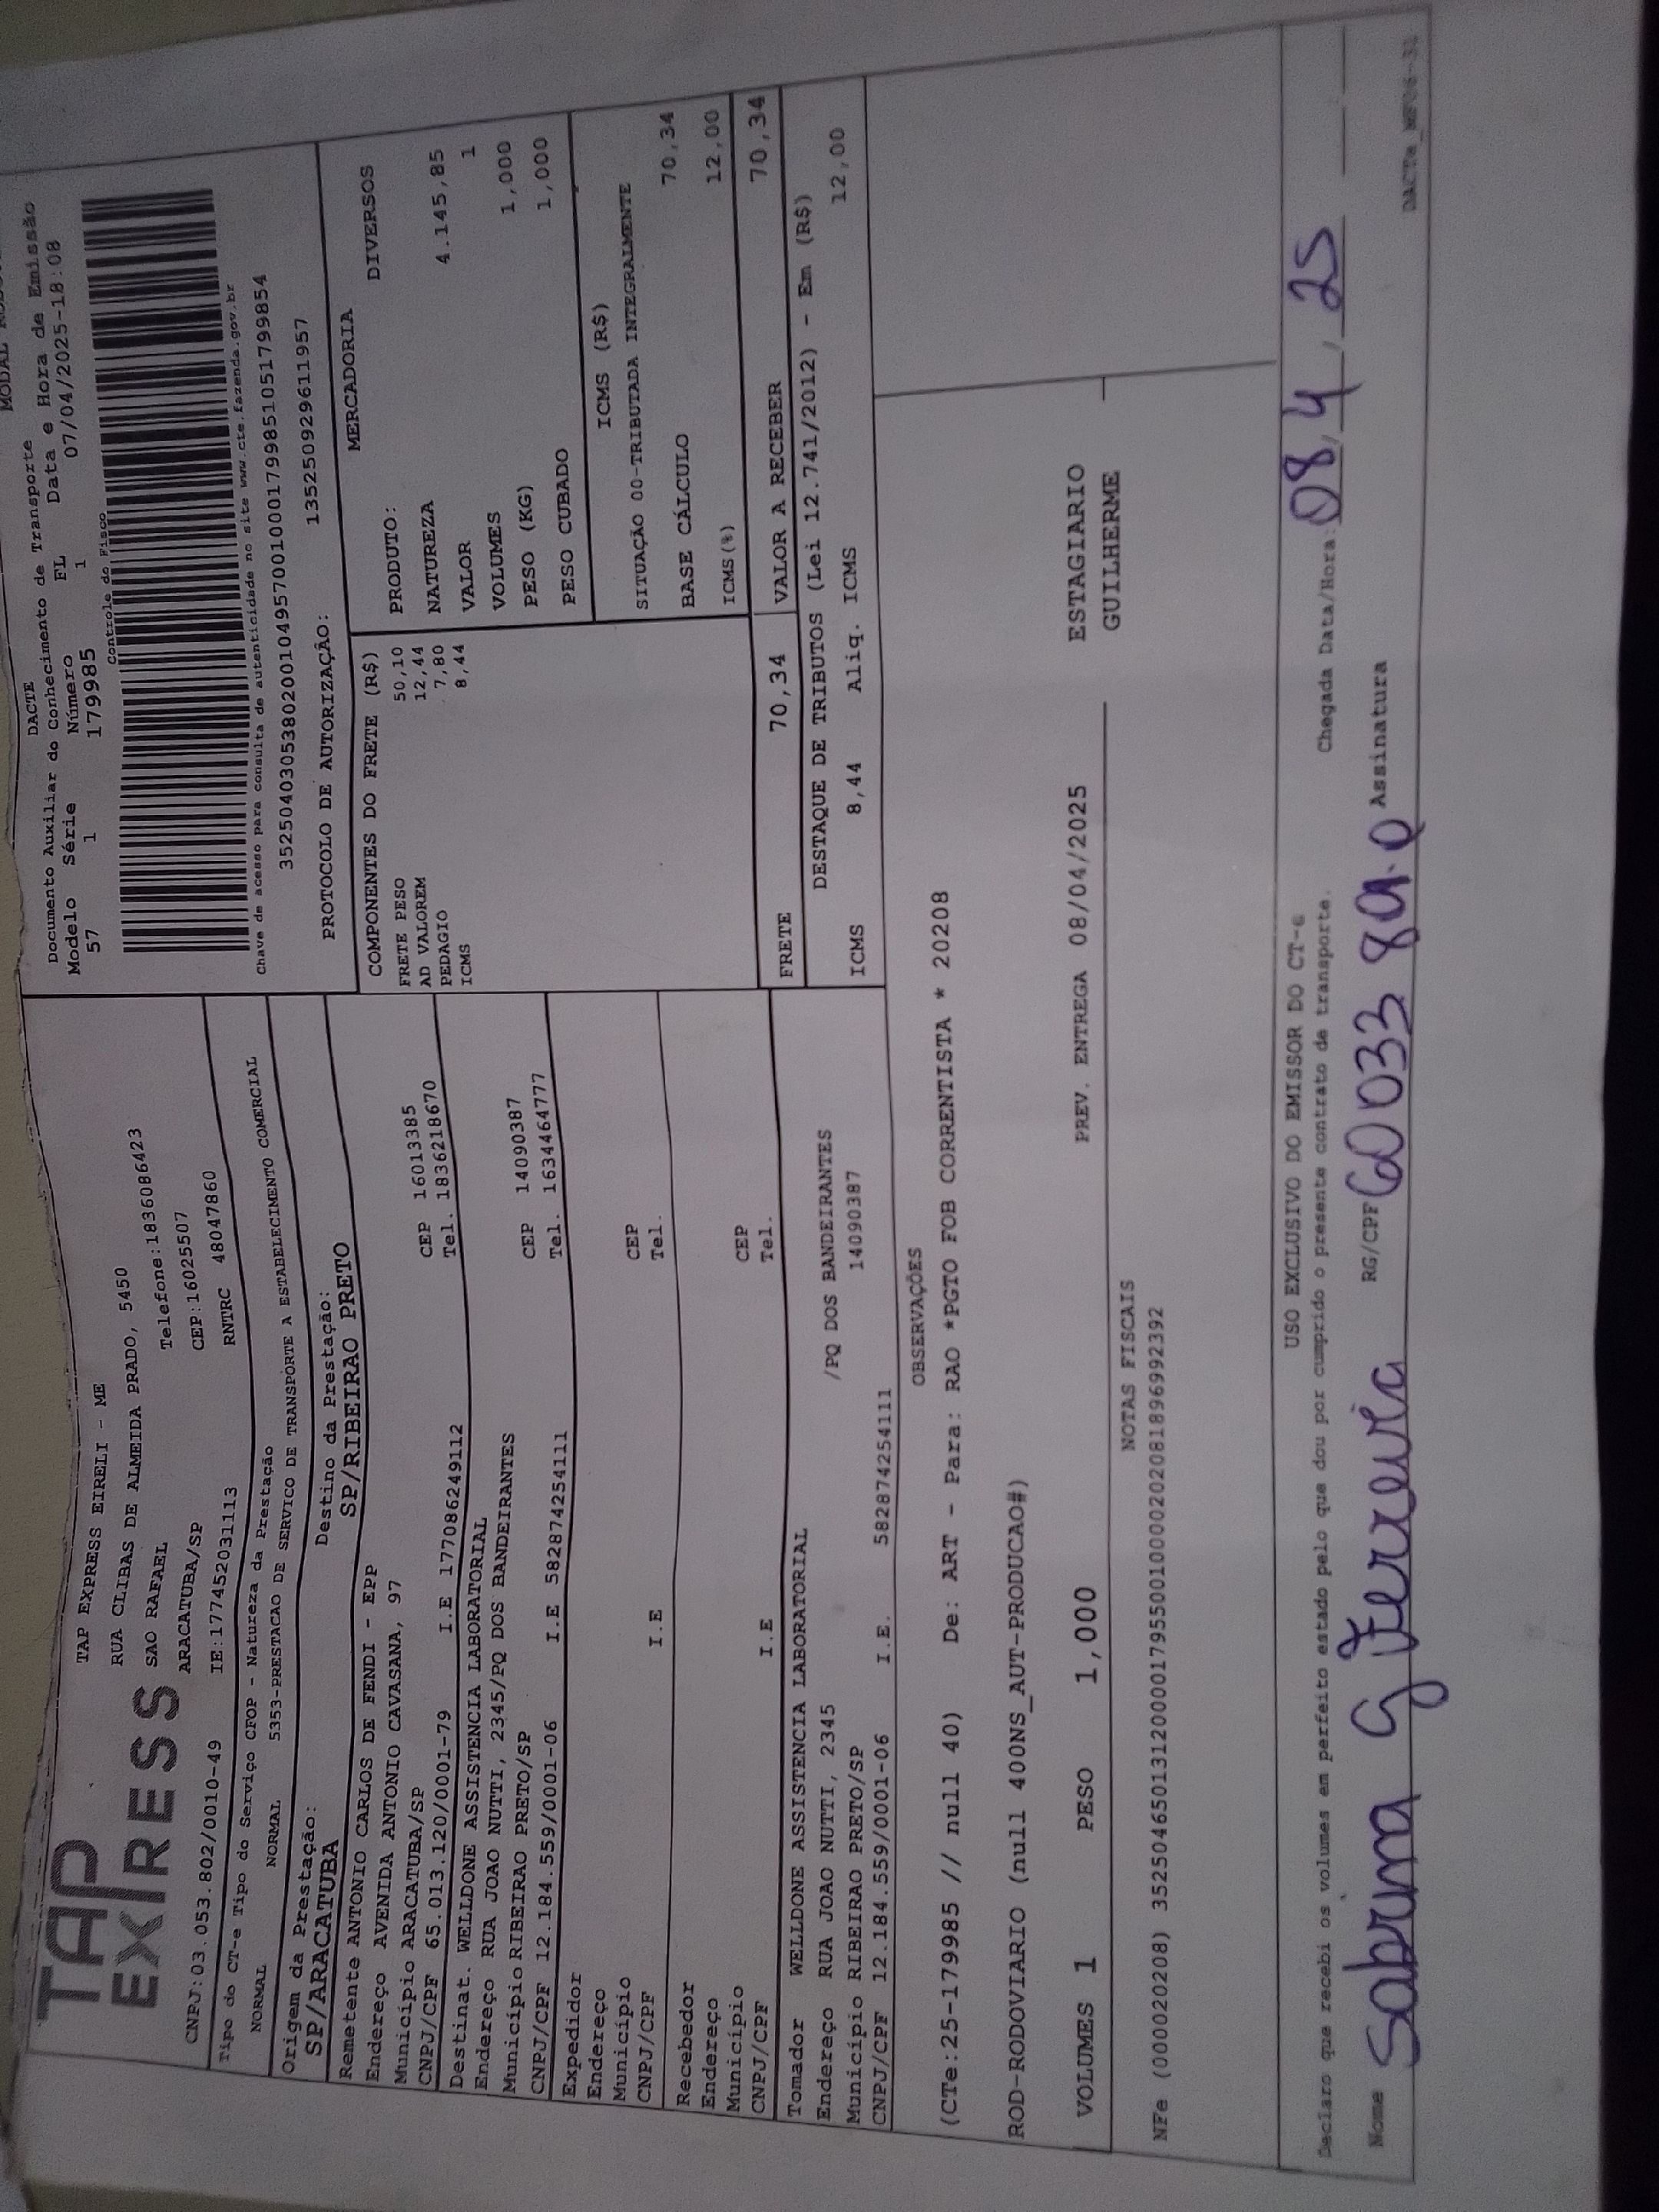 TAP
EXPRESS
TAP EXPRESS EIRELI - ME
RUA CLIBAS DE ALMEIDA PRADO, 5450
SAO RAFAEL Telefone:1836086423
ARACATUBA/SP CEP:16025507
CNPJ:03.053.802/0010-49 IE:177452031113 RNTRC 48047860
Tipo do CT-e Tipo do Serviço CFOP - Natureza da Prestação
NORMAL NORMAL 5353-PRESTACAO DE SERVICO DE TRANSPORTE A ESTABELECIMENTO COMERCIAL
Origem da Prestação: Destino da Prestação:
SP/ARACATUBA SP/RIBEIRAO PRETO
MODAL
DACTE
Documento Auxiliar do Conhecimento de Transporte
Modelo Série Número FL Data e Hora de Emissão
57 1 179985 1 07/04/2025-18:08
Controle do Fisco
Chave de acesso para consulta de autenticidade no site www.cte.fazenda.gov.br
35250403053802001049570010001799851051799854
PROTOCOLO DE AUTORIZAÇÃO: 135250929611957
Remetente ANTONIO CARLOS DE FENDI - EPP
Endereço AVENIDA ANTONIO CAVASANA, 97
Município ARACATUBA/SP CEP 16013385
CNPJ/CPF 65.013.120/0001-79 I.E 177086249112 Tel. 1836218670
Destinat. WELLDONE ASSISTENCIA LABORATORIAL
Endereço RUA JOAO NUTTI, 2345/PQ DOS BANDEIRANTES
Município RIBEIRAO PRETO/SP CEP 14090387
CNPJ/CPF 12.184.559/0001-06 I.E 582874254111 Tel. 1634464777
Expedidor
Endereço
Município CEP
CNPJ/CPF I.E Tel.
Recebedor
Endereço
Município CEP
CNPJ/CPF I.E Tel.
Tomador WELLDONE ASSISTENCIA LABORATORIAL
Endereço RUA JOAO NUTTI, 2345 /PQ DOS BANDEIRANTES
Município RIBEIRAO PRETO/SP 14090387
CNPJ/CPF 12.184.559/0001-06 I.E. 582874254111
COMPONENTES DO FRETE (R$)
FRETE PESO 50,10
AD VALOREM 12,44
PEDAGIO 7,80
ICMS 8,44
MERCADORIA
PRODUTO: DIVERSOS
NATUREZA
VALOR 4.145,85
VOLUMES 1
PESO (KG) 1,000
PESO CUBADO 1,000
ICMS (R$)
SITUAÇÃO 00-TRIBUTADA INTEGRALMENTE
BASE CÁLCULO 70,34
ICMS(%) 12,00
FRETE 70,34 VALOR A RECEBER 70,34
DESTAQUE DE TRIBUTOS (Lei 12.741/2012) - Em (R$)
ICMS 8,44 Aliq. ICMS 12,00
OBSERVAÇÕES
(CTe:25-179985 // null 40) De: ART - Para: RAO *PGTO FOB CORRENTISTA * 20208
ROD-RODOVIARIO (null 400NS_AUT-PRODUCAO#)
VOLUMES 1 PESO 1,000 PREV. ENTREGA 08/04/2025 ESTAGIARIO
GUILHERME
NOTAS FISCAIS
NFe (000020208) 35250465013120000179550010000202081896992392
USO EXCLUSIVO DO EMISSOR DO CT-e
Declaro que recebi os volumes em perfeito estado pelo que dou por cumprido o presente contrato de transporte. Chegada Data/Hora: 08/4/25
Nome Sabrina G Ferreira RG/CPF Assinatura